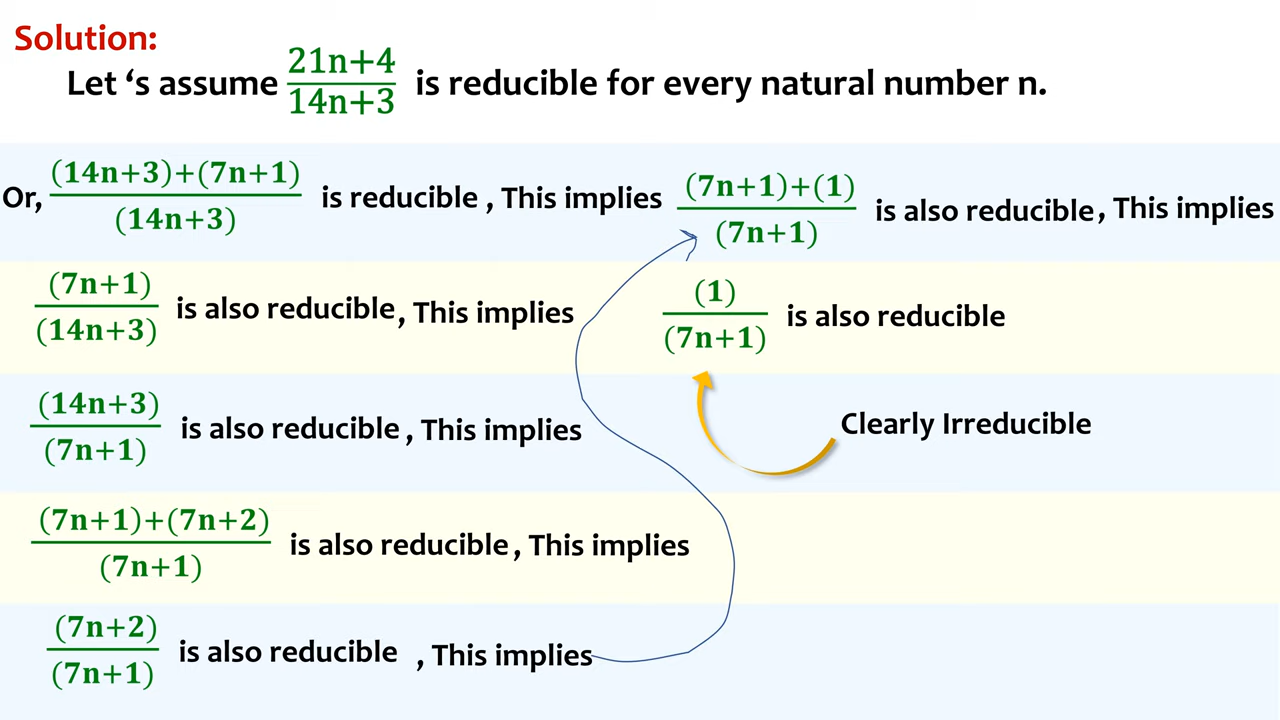 Solution:
Let ‘s assume (21n+4)/(14n+3) is reducible for every natural number n.
Or, ((14n+3)+(7n+1))/(14n+3) is reducible , This implies
(7n+1)/(14n+3) is also reducible, This implies
(14n+3)/(7n+1) is also reducible, This implies
((7n+1)+(7n+2))/(7n+1) is also reducible, This implies
(7n+2)/(7n+1) is also reducible , This implies
((7n+1)+(1))/(7n+1) is also reducible, This implies
(1)/(7n+1) is also reducible
Clearly Irreducible